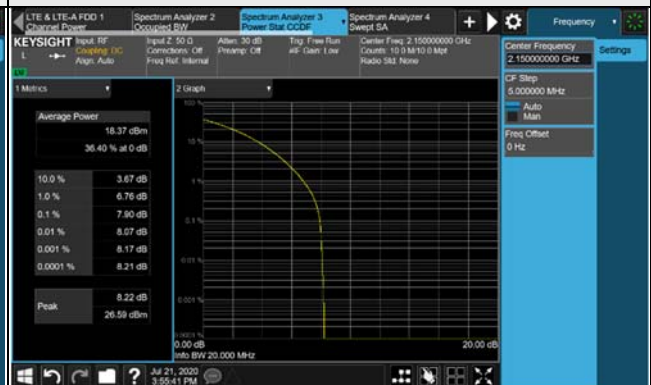 LTE & LTE-A FDD 1
Channel Power
Spectrum Analyzer 2
Occupied BW
Spectrum Analyzer 3
Power Stat CCDF
Spectrum Analyzer 4
Swept SA
Frequency
KEYSIGHT
L
Input: RF
Coupling: DC
Align: Auto
Input Z: 50 Ω
Corrections: Off
Freq Ref: Internal
Atten: 30 dB
Preamp: Off
Trig: Free Run
#IF Gain: Low
Center Freq: 2.150000000 GHz
Counts: 10.0 M/10.0 Mpt
Radio Std: None
1 Metrics
Average Power
18.37 dBm
36.40 % at 0 dB
10.0 % 3.67 dB
1.0 % 6.76 dB
0.1 % 7.90 dB
0.01 % 8.07 dB
0.001 % 8.17 dB
0.0001 % 8.21 dB
Peak
8.22 dB
26.59 dBm
2 Graph
100 %
10 %
1 %
0.1 %
0.01 %
0.001 %
0.0001 %
0.00 dB
20.00 dB
Info BW 20.000 MHz
Center Frequency
2.150000000 GHz
Settings
CF Step
5.000000 MHz
Auto
Man
Freq Offset
0 Hz
Jul 21, 2020
3:55:41 PM